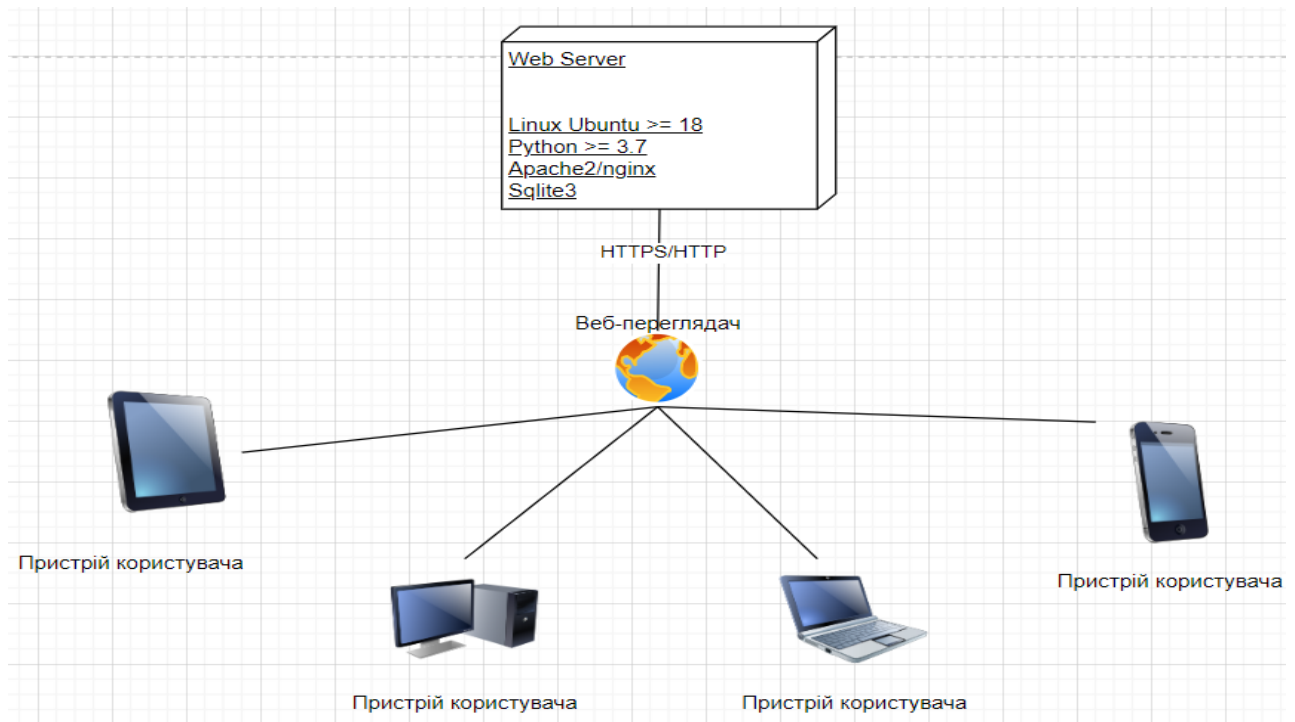 Web Server
Linux Ubuntu >= 18
Python >= 3.7
Apache2/nginx
Sqlite3
HTTPS/HTTP
Веб-переглядач
Пристрій користувача
Пристрій користувача
Пристрій користувача
Пристрій користувача